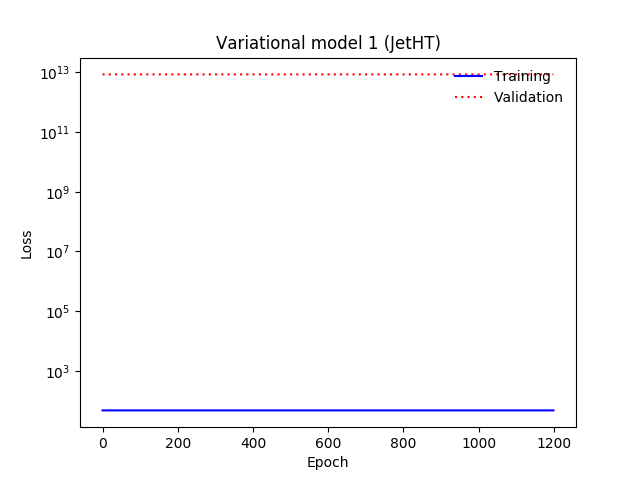 Variational model 1 (JetHT)
10¹³
Training
Validation
10¹¹
10⁹
10⁷
10⁵
10³
Loss
0 200 400 600 800 1000 1200
Epoch